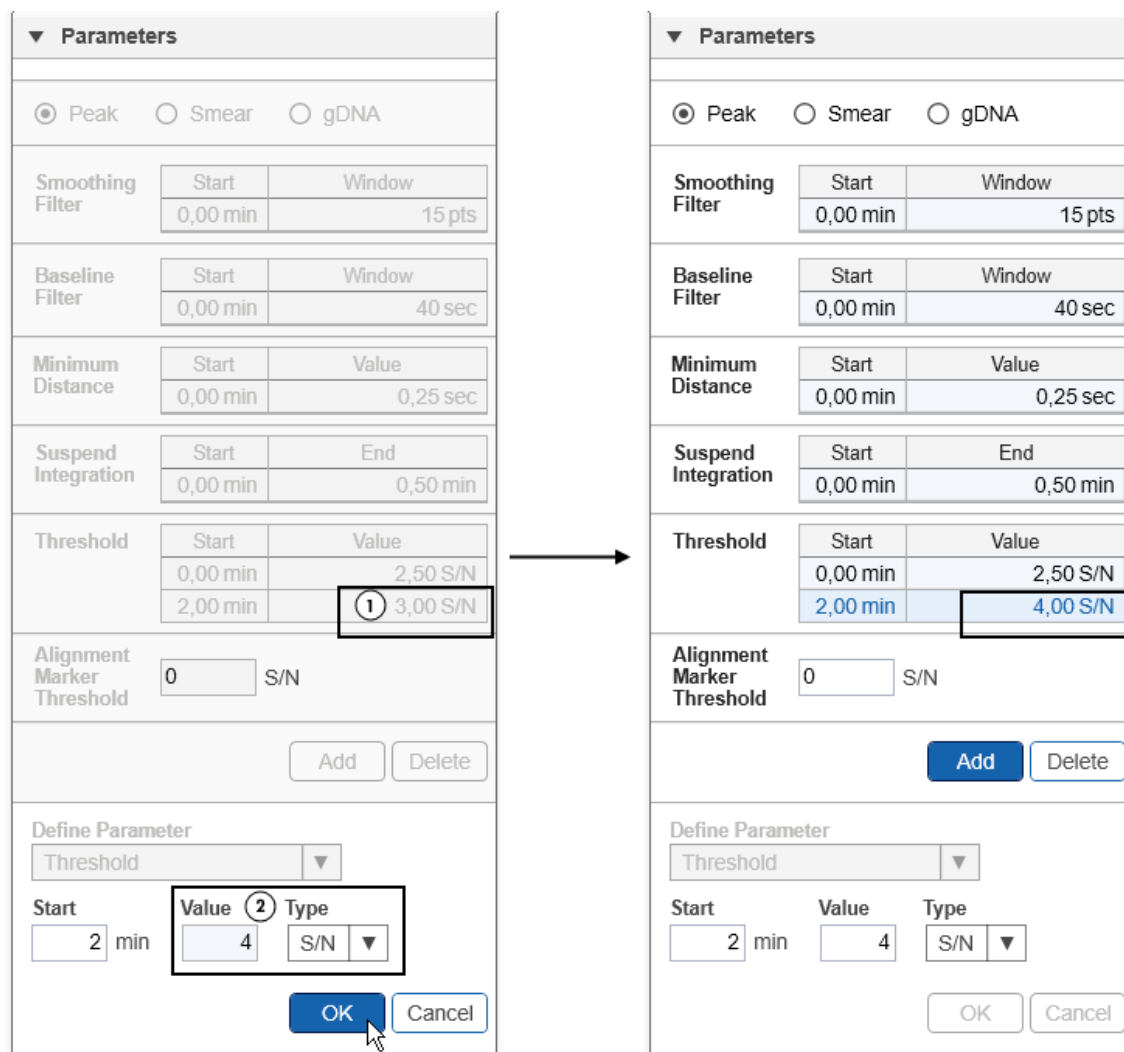 Parameters
Peak Smear gDNA
Smoothing Filter Start Window
0,00 min 15 pts
Baseline Filter Start Window
0,00 min 40 sec
Minimum Distance Start Value
0,00 min 0,25 sec
Suspend Integration Start End
0,00 min 0,50 min
Threshold Start Value
0,00 min 2,50 S/N
2,00 min 1 3,00 S/N
Alignment Marker Threshold 0 S/N
Add Delete
Define Parameter
Threshold
Start Value 2 Type
2 min 4 S/N
OK Cancel
Parameters
Peak Smear gDNA
Smoothing Filter Start Window
0,00 min 15 pts
Baseline Filter Start Window
0,00 min 40 sec
Minimum Distance Start Value
0,00 min 0,25 sec
Suspend Integration Start End
0,00 min 0,50 min
Threshold Start Value
0,00 min 2,50 S/N
2,00 min 4,00 S/N
Alignment Marker Threshold 0 S/N
Add Delete
Define Parameter
Threshold
Start Value Type
2 min 4 S/N
OK Cancel